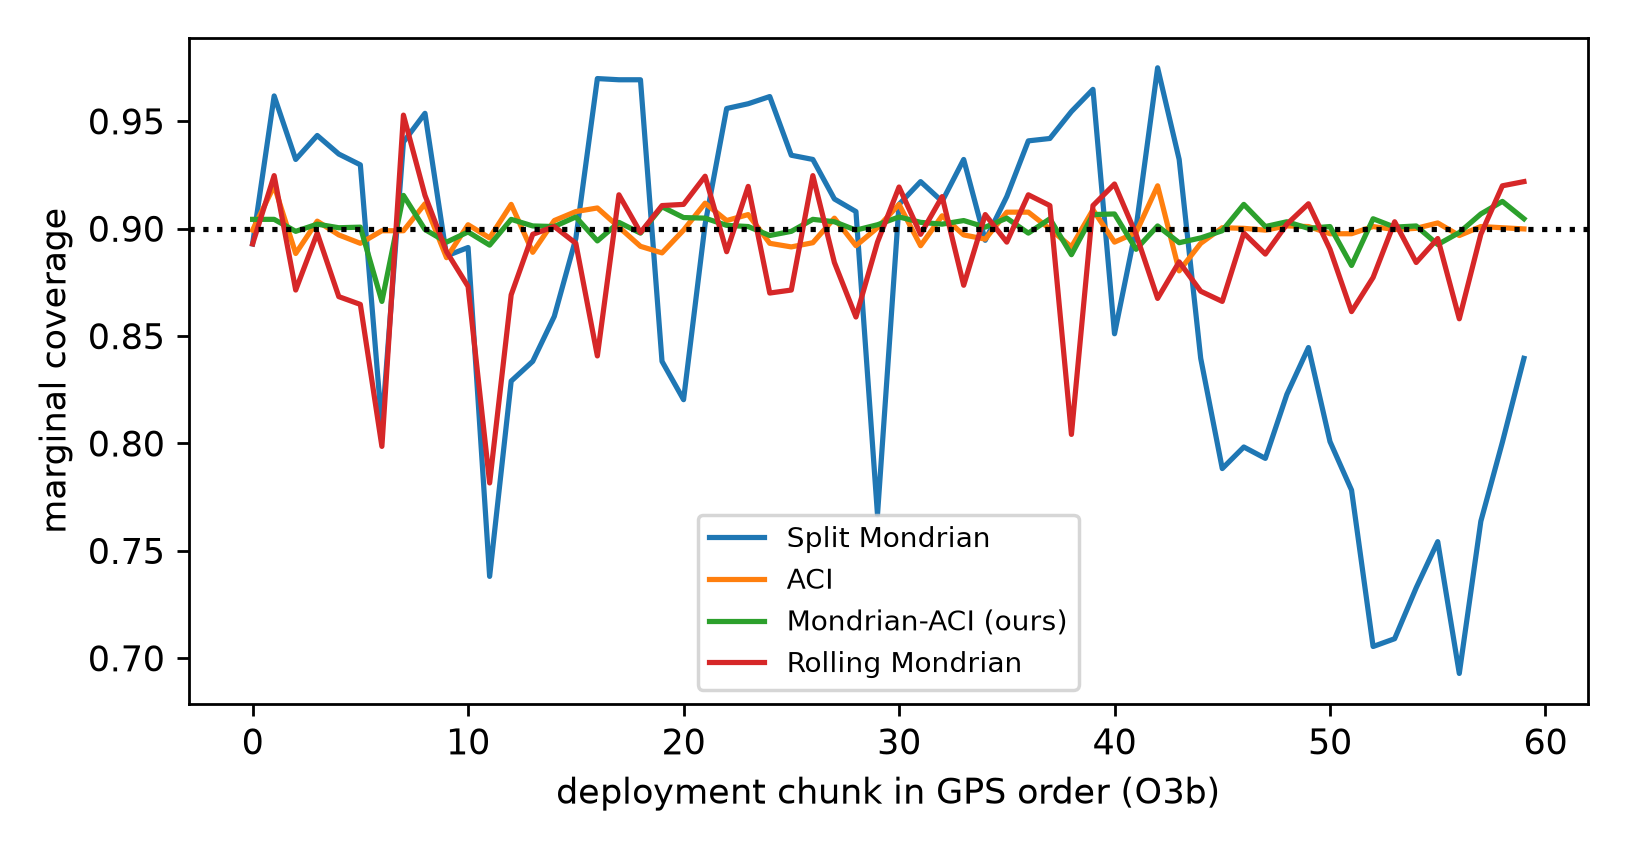 marginal coverage
0.95
0.90
0.85
0.80
0.75
0.70
Split Mondrian
ACI
Mondrian-ACI (ours)
Rolling Mondrian
0 10 20 30 40 50 60
deployment chunk in GPS order (O3b)